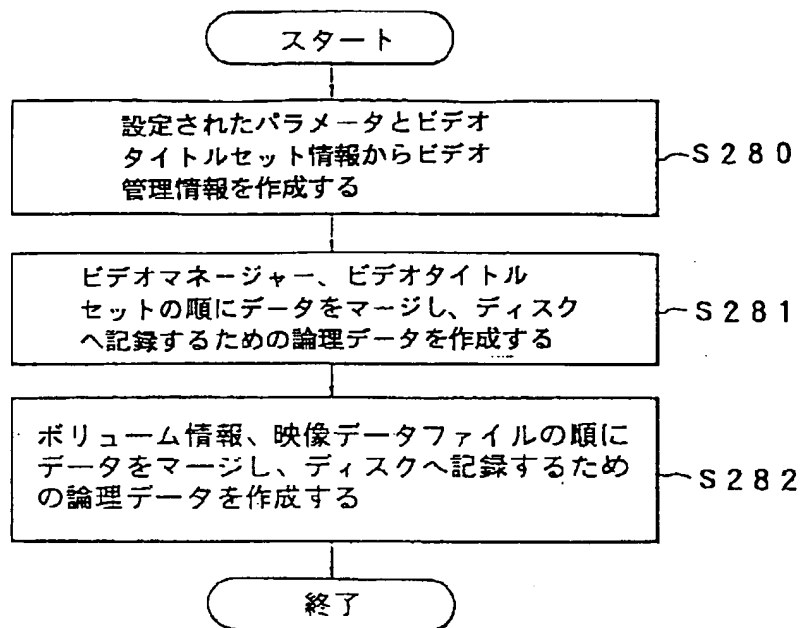 スタート
設定されたパラメータとビデオ
タイトルセット情報からビデオ
管理情報を作成する
S280
ビデオマネージャー、ビデオタイトル
セットの順にデータをマージし、ディスク
へ記録するための論理データを作成する
S281
ボリューム情報、映像データファイルの順に
データをマージし、ディスクへ記録するため
の論理データを作成する
S282
終了